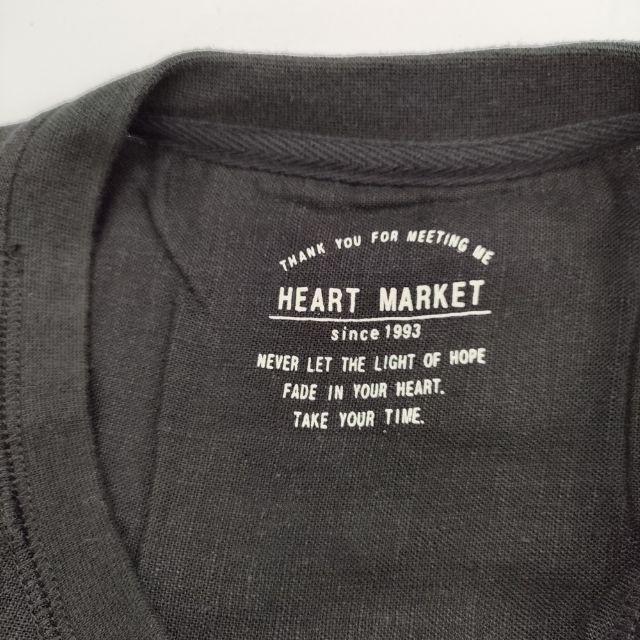 THANK YOU FOR MEETING ME
HEART MARKET
since 1993
NEVER LET THE LIGHT OF HOPE
FADE IN YOUR HEART.
TAKE YOUR TIME.